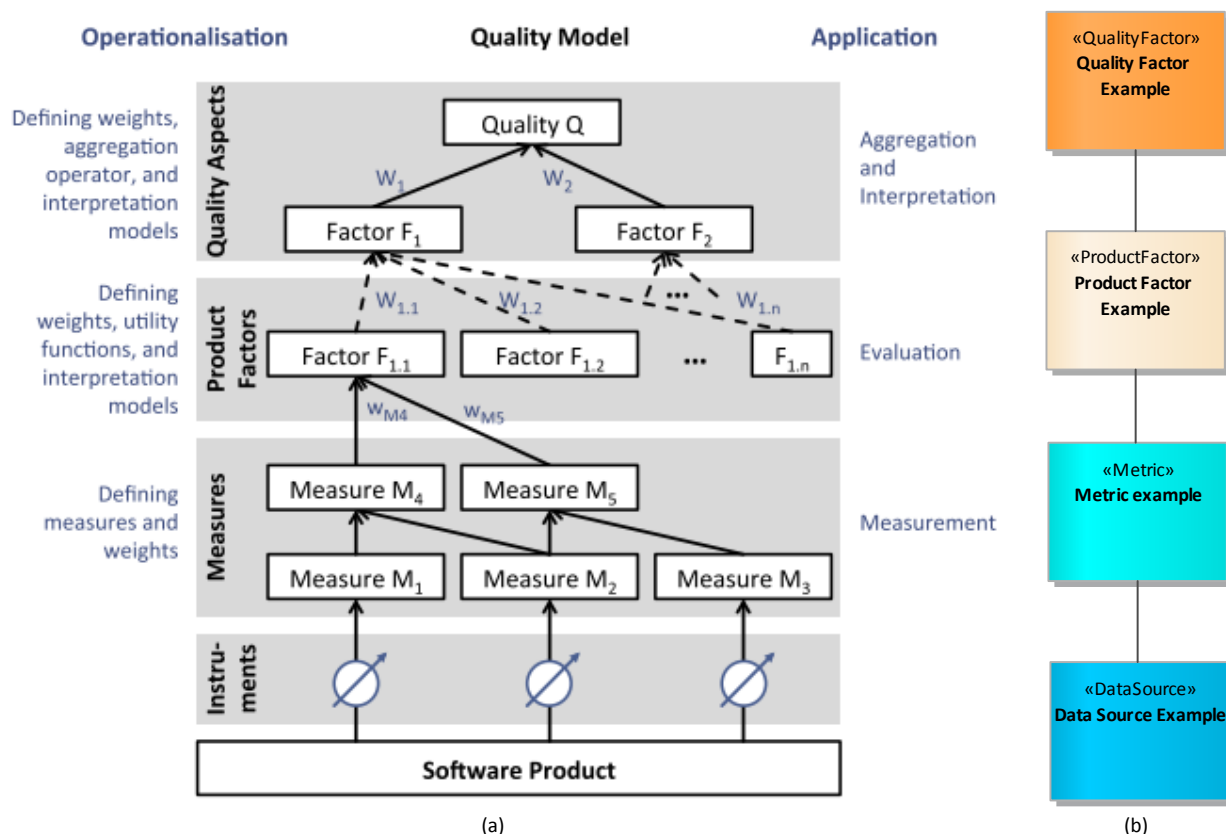 Operationalisation
Quality Model
Application
Defining weights,
aggregation
operator, and
interpretation
models
Quality Aspects
Quality Q
W1
W2
Factor F1
Factor F2
Aggregation
and
Interpretation
Defining
weights, utility
functions, and
interpretation
models
Product
Factors
W1.1
W1.2
...
W1.n
Factor F1.1
Factor F1.2
...
F1.n
Evaluation
wM4
wM5
Defining
measures and
weights
Measures
Measure M4
Measure M5
Measure M1
Measure M2
Measure M3
Measurement
Instru-
ments
Software Product
(a)
«QualityFactor»
Quality Factor
Example
«ProductFactor»
Product Factor
Example
«Metric»
Metric example
«DataSource»
Data Source Example
(b)